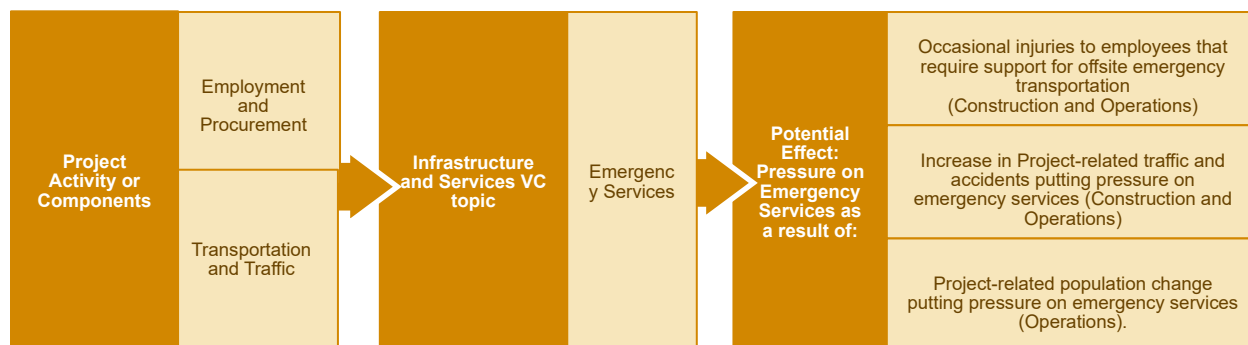 Project
Activity or
Components
Employment
and
Procurement
Transportation
and Traffic
Infrastructure
and Services VC
topic
Emergenc
y Services
Potential
Effect:
Pressure on
Emergency
Services as
a result of:
Occasional injuries to employees that
require support for offsite emergency
transportation
(Construction and Operations)
Increase in Project-related traffic and
accidents putting pressure on
emergency services (Construction and
Operations)
Project-related population change
putting pressure on emergency services
(Operations).